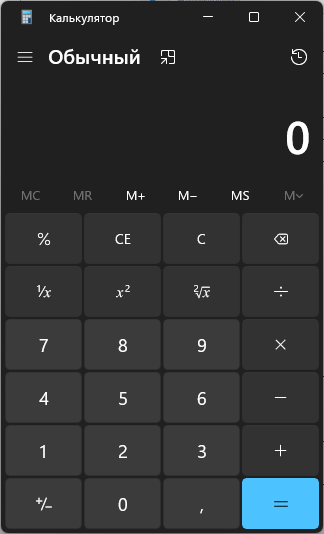 Калькулятор
Обычный
0
MC MR M+ M− MS M˅
% CE C
⅟x x² ²√x ÷
7 8 9 ×
4 5 6 −
1 2 3 +
+/− 0 , =